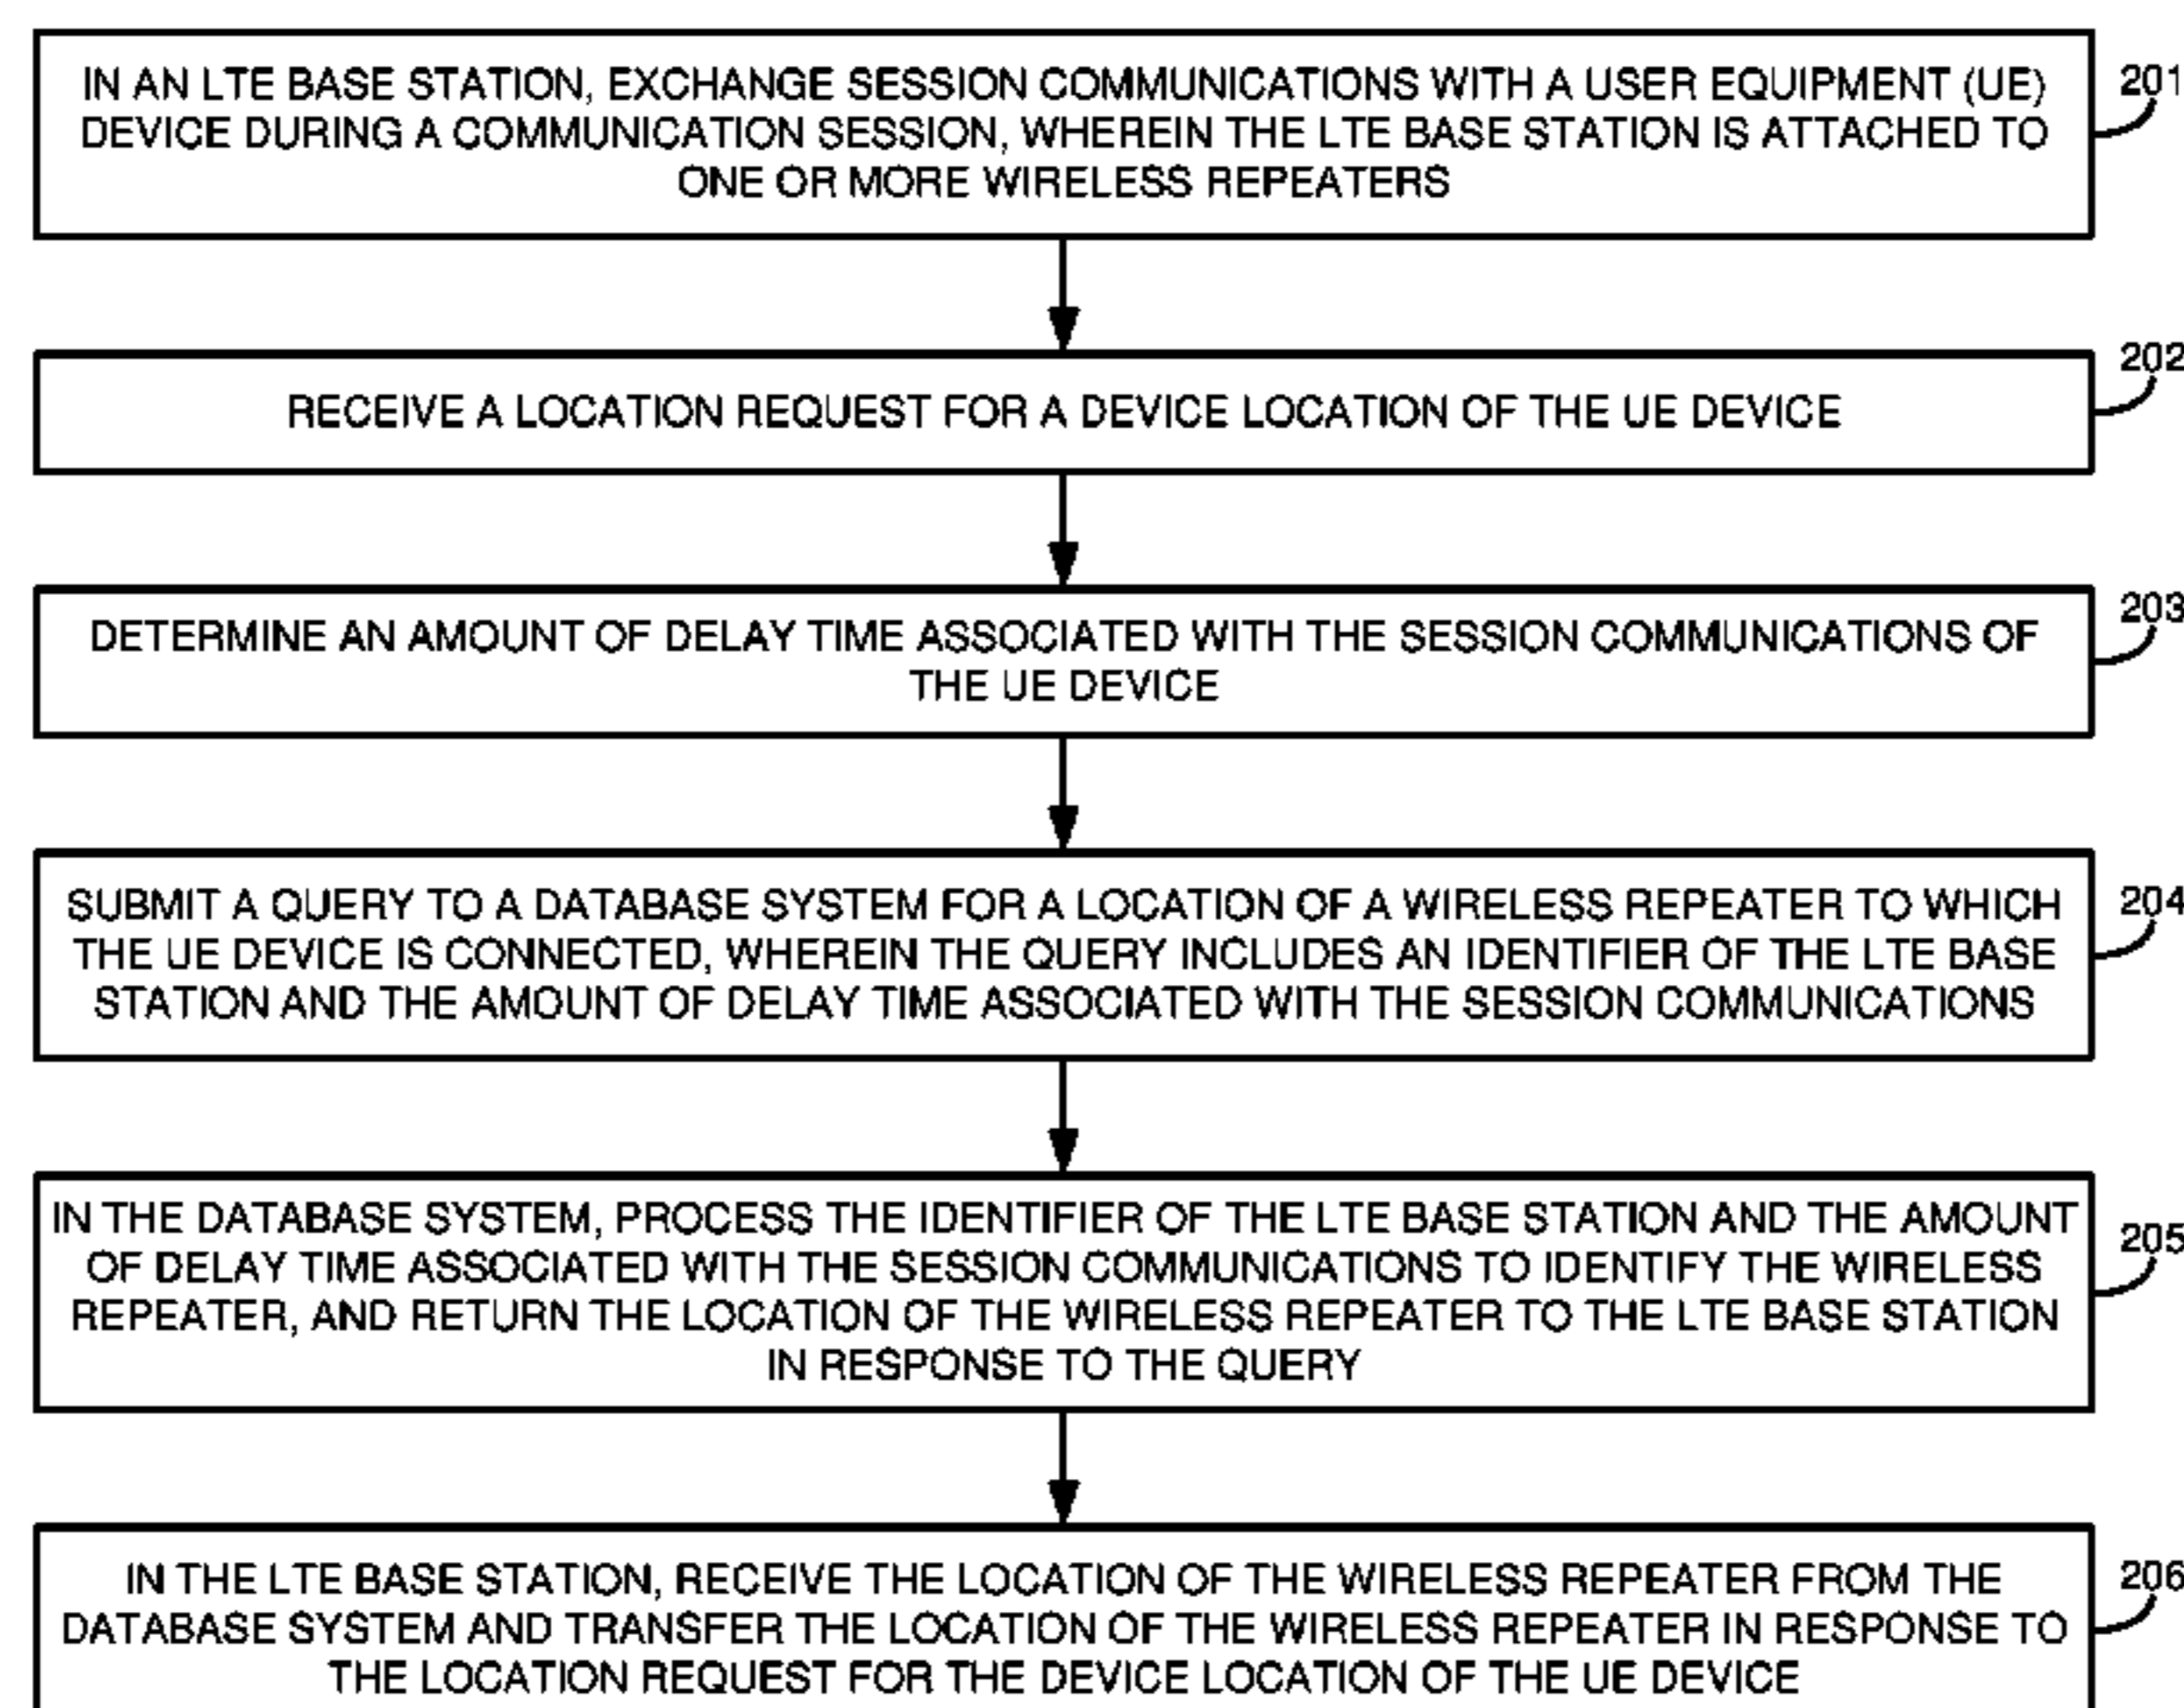 IN AN LTE BASE STATION, EXCHANGE SESSION COMMUNICATIONS WITH A USER EQUIPMENT (UE)
DEVICE DURING A COMMUNICATION SESSION, WHEREIN THE LTE BASE STATION IS ATTACHED TO
ONE OR MORE WIRELESS REPEATERS
201
RECEIVE A LOCATION REQUEST FOR A DEVICE LOCATION OF THE UE DEVICE
202
DETERMINE AN AMOUNT OF DELAY TIME ASSOCIATED WITH THE SESSION COMMUNICATIONS OF
THE UE DEVICE
203
SUBMIT A QUERY TO A DATABASE SYSTEM FOR A LOCATION OF A WIRELESS REPEATER TO WHICH
THE UE DEVICE IS CONNECTED, WHEREIN THE QUERY INCLUDES AN IDENTIFIER OF THE LTE BASE
STATION AND THE AMOUNT OF DELAY TIME ASSOCIATED WITH THE SESSION COMMUNICATIONS
204
IN THE DATABASE SYSTEM, PROCESS THE IDENTIFIER OF THE LTE BASE STATION AND THE AMOUNT
OF DELAY TIME ASSOCIATED WITH THE SESSION COMMUNICATIONS TO IDENTIFY THE WIRELESS
REPEATER, AND RETURN THE LOCATION OF THE WIRELESS REPEATER TO THE LTE BASE STATION
IN RESPONSE TO THE QUERY
205
IN THE LTE BASE STATION, RECEIVE THE LOCATION OF THE WIRELESS REPEATER FROM THE
DATABASE SYSTEM AND TRANSFER THE LOCATION OF THE WIRELESS REPEATER IN RESPONSE TO
THE LOCATION REQUEST FOR THE DEVICE LOCATION OF THE UE DEVICE
206